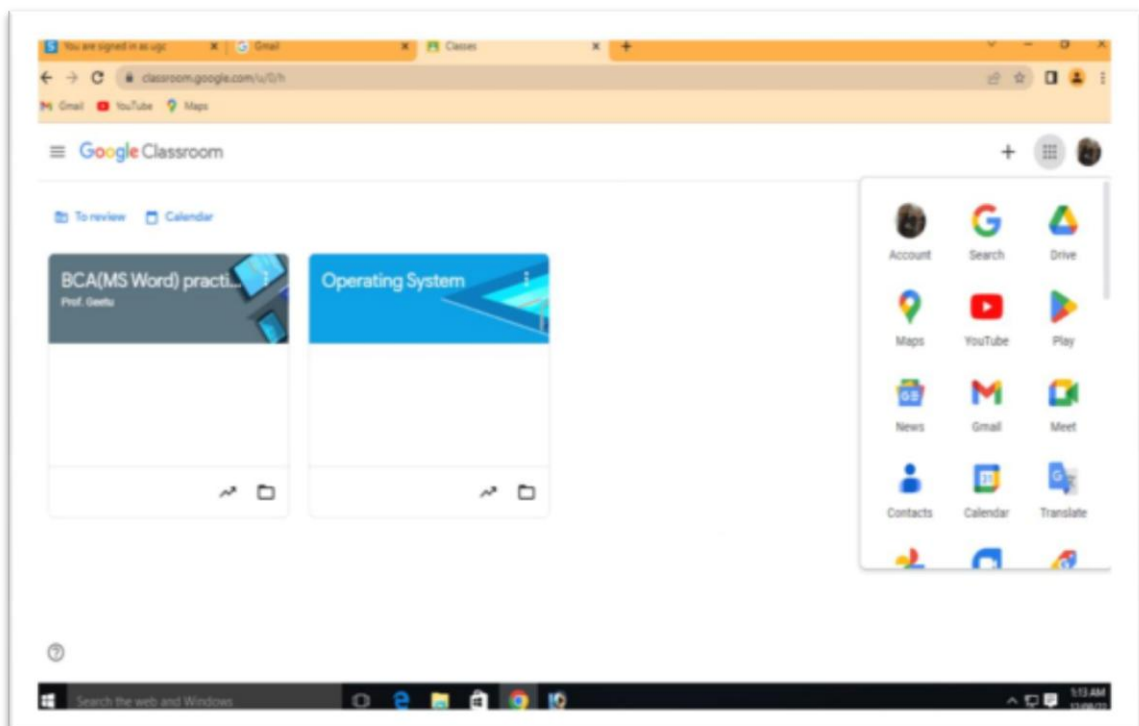 You are signed in as ugc Gmail Classes
classroom.google.com/u/0/h
Gmail YouTube Maps
Google Classroom
To review Calendar
BCA(MS Word) practi...
Prof. Geetu
Operating System
Account Search Drive
Maps YouTube Play
News Gmail Meet
Contacts Calendar Translate
Search the web and Windows
1:13 AM